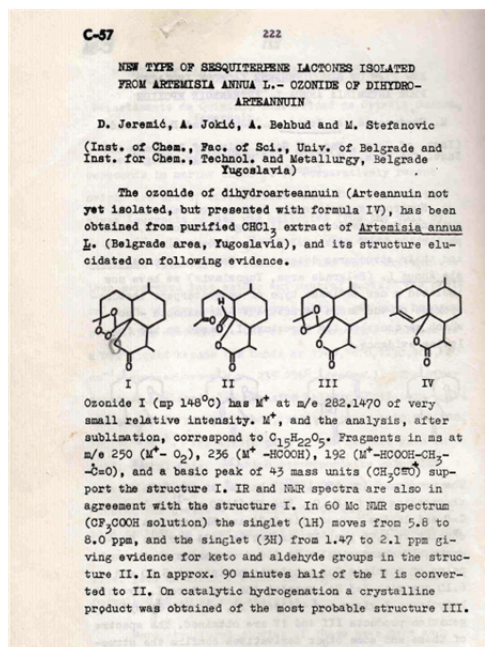 C-57
222
NEW TYPE OF SESQUITERPENE LACTONES ISOLATED
FROM ARTEMISIA ANNUA L.- OZONIDE OF DIHYDRO-
ARTEANNUIN
D. Jeremić, A. Jokić, A. Behbud and M. Stefanovic
(Inst. of Chem., Fac. of Sci., Univ. of Belgrade and
Inst. for Chem., Technol. and Metallurgy, Belgrade
Yugoslavia)
The ozonide of dihydroarteannuin (Arteannuin not
yet isolated, but presented with formula IV), has been
obtained from purified CHCl3 extract of Artemisia annua
L. (Belgrade area, Yugoslavia), and its structure elu-
cidated on following evidence.
I II III IV
Ozonide I (mp 148°C) has M+ at m/e 282.1470 of very
small relative intensity. M+, and the analysis, after
sublimation, correspond to C15H22O5. Fragments in ms at
m/e 250 (M+- O2), 236 (M+ -HCOOH), 192 (M+-HCOOH-CH3-
-C=O), and a basic peak of 43 mass units (CH3C≡O+) sup-
port the structure I. IR and NMR spectra are also in
agreement with the structure I. In 60 Mc NMR spectrum
(CF3COOH solution) the singlet (1H) moves from 5.8 to
8.0 ppm, and the singlet (3H) from 1.47 to 2.1 ppm gi-
ving evidence for keto and aldehyde groups in the struc-
ture II. In approx. 90 minutes half of the I is conver-
ted to II. On catalytic hydrogenation a crystalline
product was obtained of the most probable structure III.